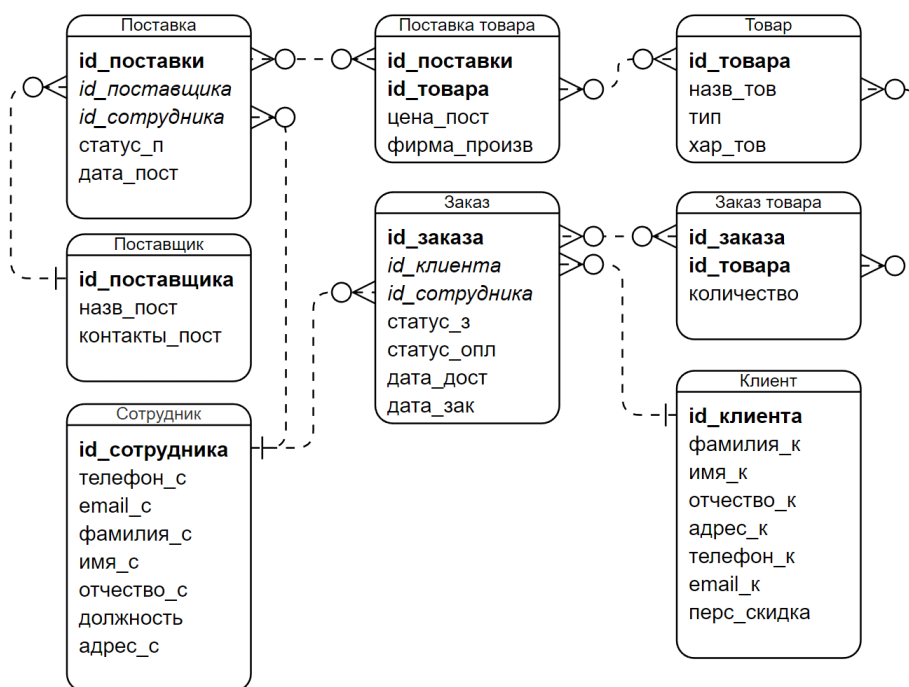 Поставка
id_поставки
id_поставщика
id_сотрудника
статус_п
дата_пост
Поставка товара
id_поставки
id_товара
цена_пост
фирма_произв
Товар
id_товара
назв_тов
тип
хар_тов
Поставщик
id_поставщика
назв_пост
контакты_пост
Заказ
id_заказа
id_клиента
id_сотрудника
статус_з
статус_опл
дата_дост
дата_зак
Заказ товара
id_заказа
id_товара
количество
Сотрудник
id_сотрудника
телефон_с
email_с
фамилия_с
имя_с
отчество_с
должность
адрес_с
Клиент
id_клиента
фамилия_к
имя_к
отчество_к
адрес_к
телефон_к
email_к
перс_скидка